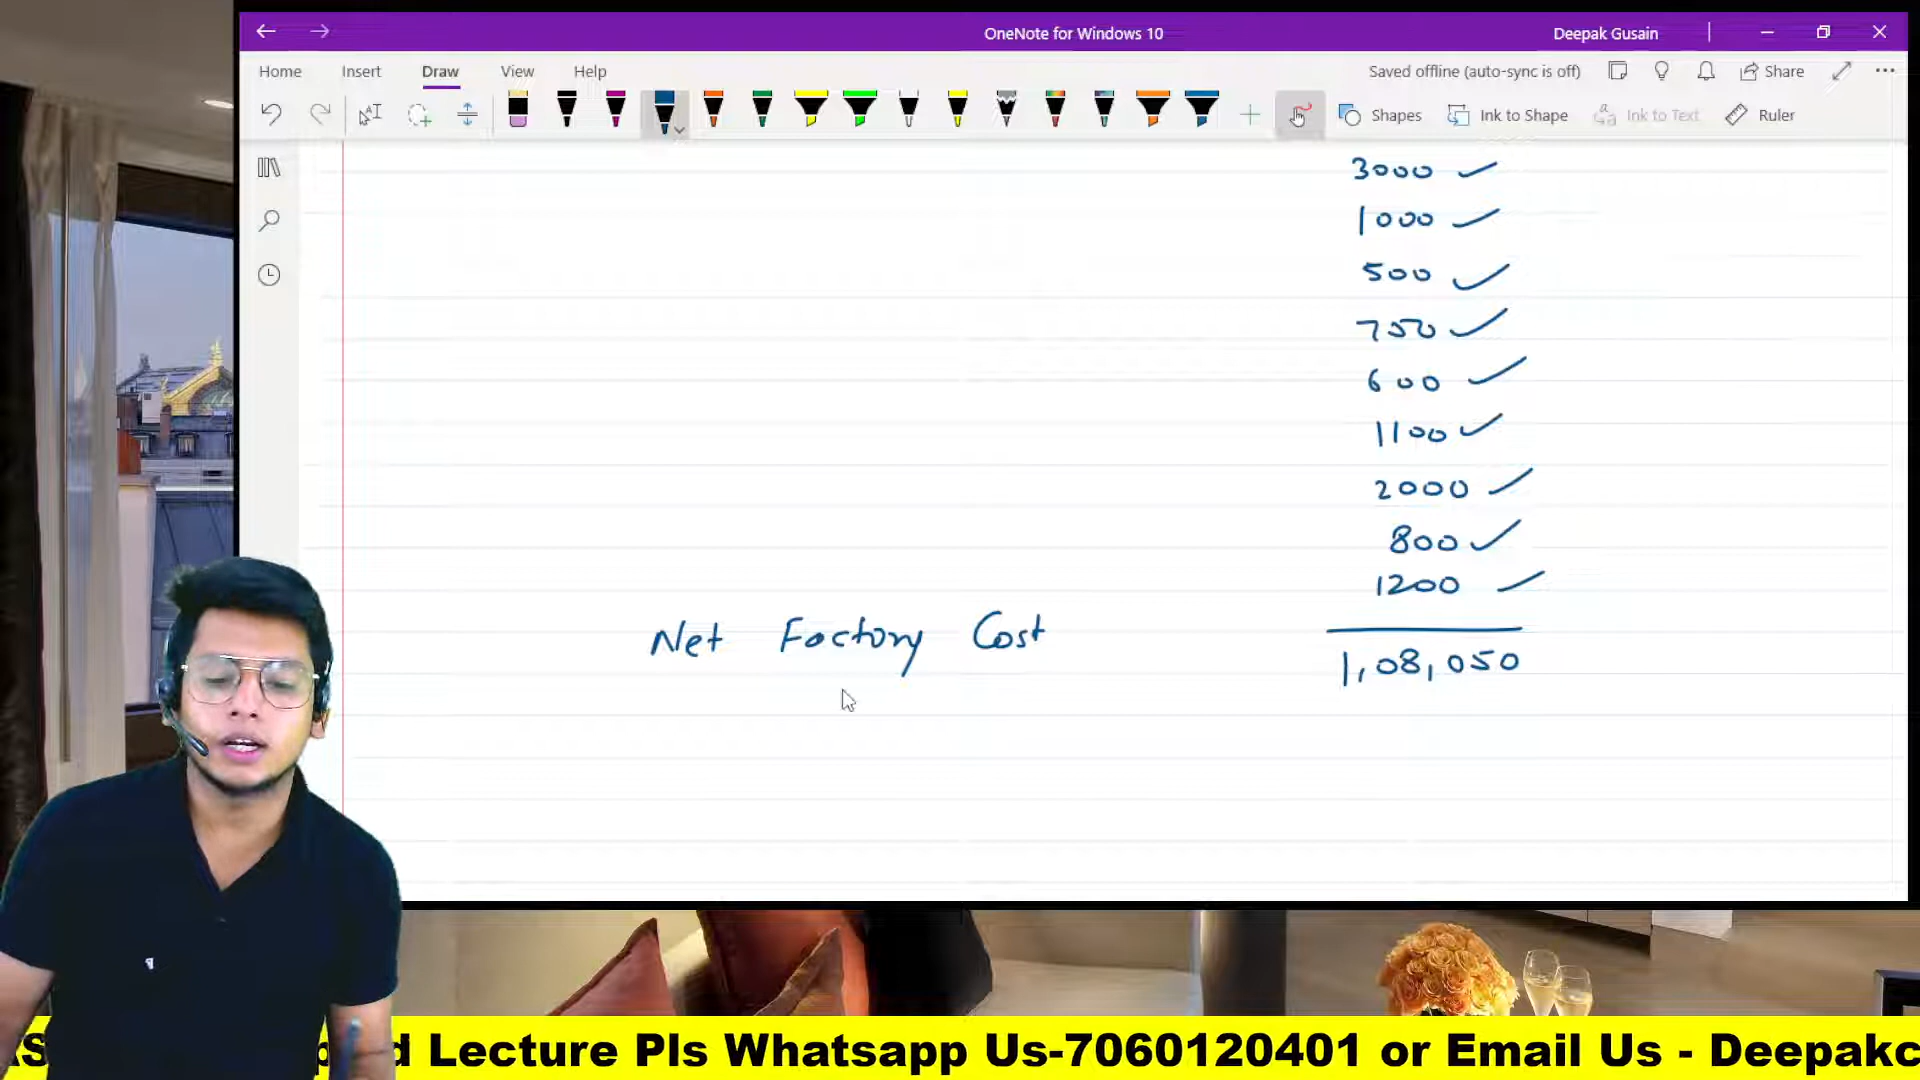 OneNote for Windows 10
Deepak Gusain
Home Insert Draw View Help
Saved offline (auto-sync is off) Share
Shapes Ink to Shape Ink to Text Ruler
3000
1000
500
750
600
1100
2000
800
1200
Net Factory Cost 1,08,050
d Lecture Pls Whatsapp Us-7060120401 or Email Us - Deepakc